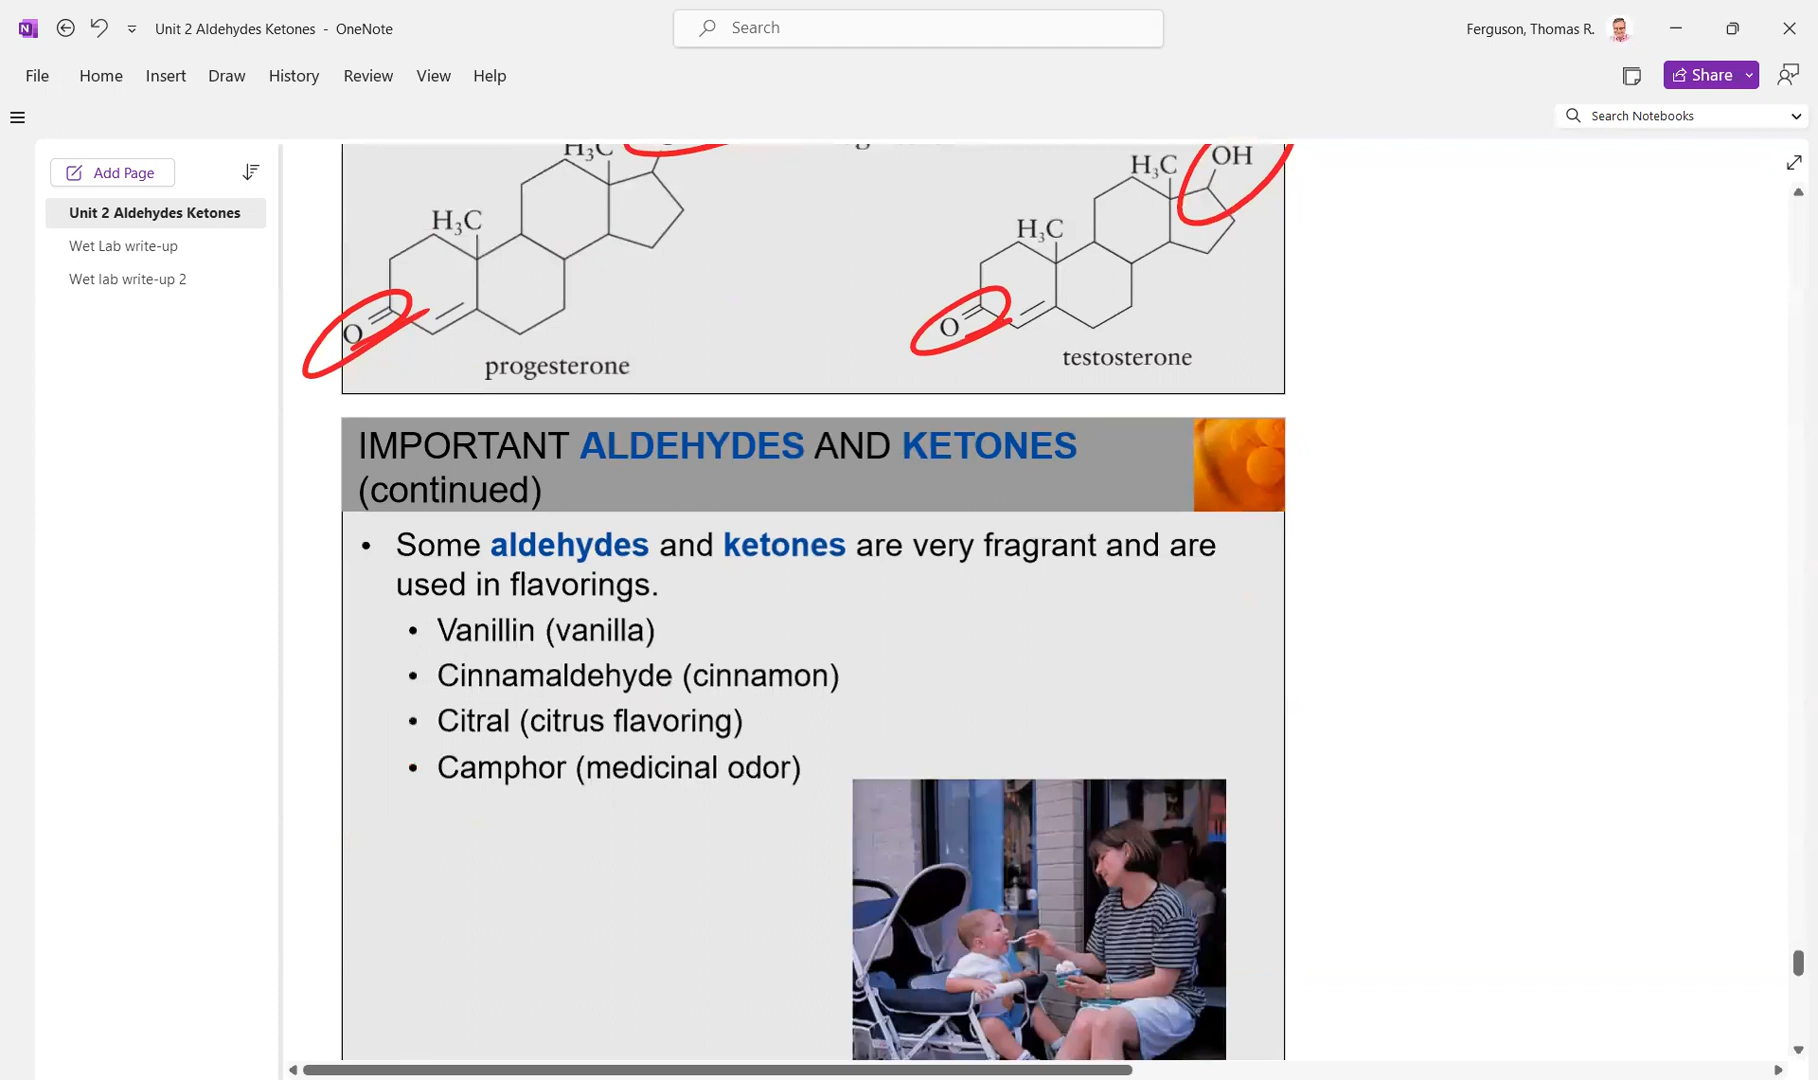 Unit 2 Aldehydes Ketones - OneNote
Search
Ferguson, Thomas R.
File Home Insert Draw History Review View Help
Share
Search Notebooks
Add Page
Unit 2 Aldehydes Ketones
Wet Lab write-up
Wet lab write-up 2
H₃C
H₃C
O
progesterone
OH
H₃C
H₃C
O
testosterone
IMPORTANT ALDEHYDES AND KETONES
(continued)
• Some aldehydes and ketones are very fragrant and are
used in flavorings.
• Vanillin (vanilla)
• Cinnamaldehyde (cinnamon)
• Citral (citrus flavoring)
• Camphor (medicinal odor)